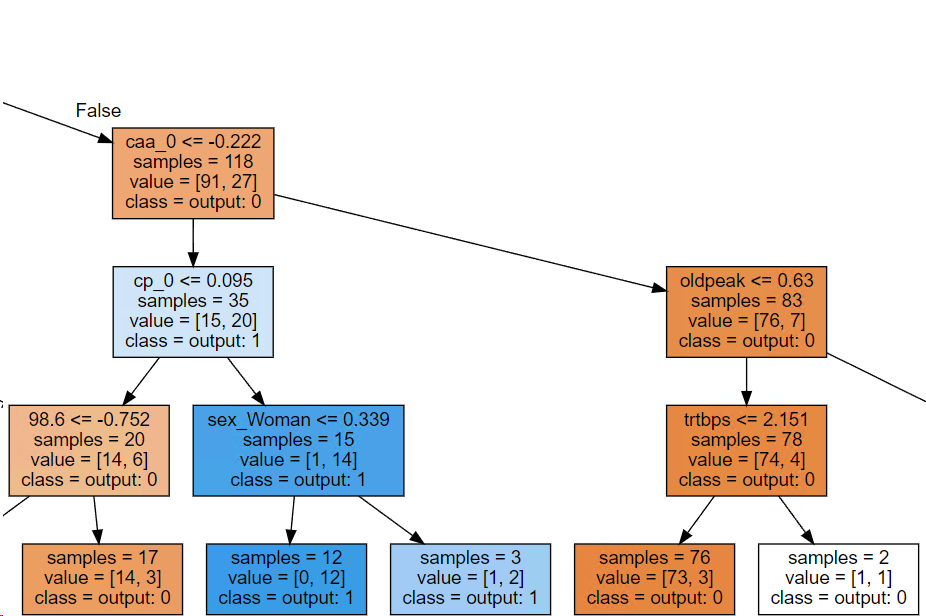 False
caa_0 <= -0.222
samples = 118
value = [91, 27]
class = output: 0
cp_0 <= 0.095
samples = 35
value = [15, 20]
class = output: 1
oldpeak <= 0.63
samples = 83
value = [76, 7]
class = output: 0
98.6 <= -0.752
samples = 20
value = [14, 6]
class = output: 0
sex_Woman <= 0.339
samples = 15
value = [1, 14]
class = output: 1
trtbps <= 2.151
samples = 78
value = [74, 4]
class = output: 0
samples = 17
value = [14, 3]
class = output: 0
samples = 12
value = [0, 12]
class = output: 1
samples = 3
value = [1, 2]
class = output: 1
samples = 76
value = [73, 3]
class = output: 0
samples = 2
value = [1, 1]
class = output: 0